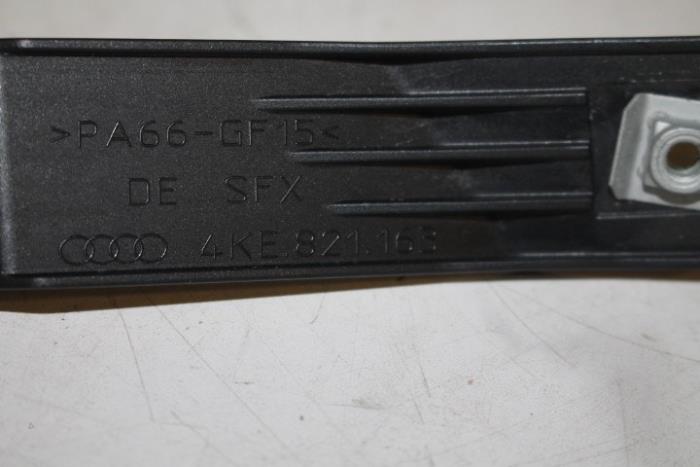 >PA66-GF15<
DE SFX
4KE.821.163